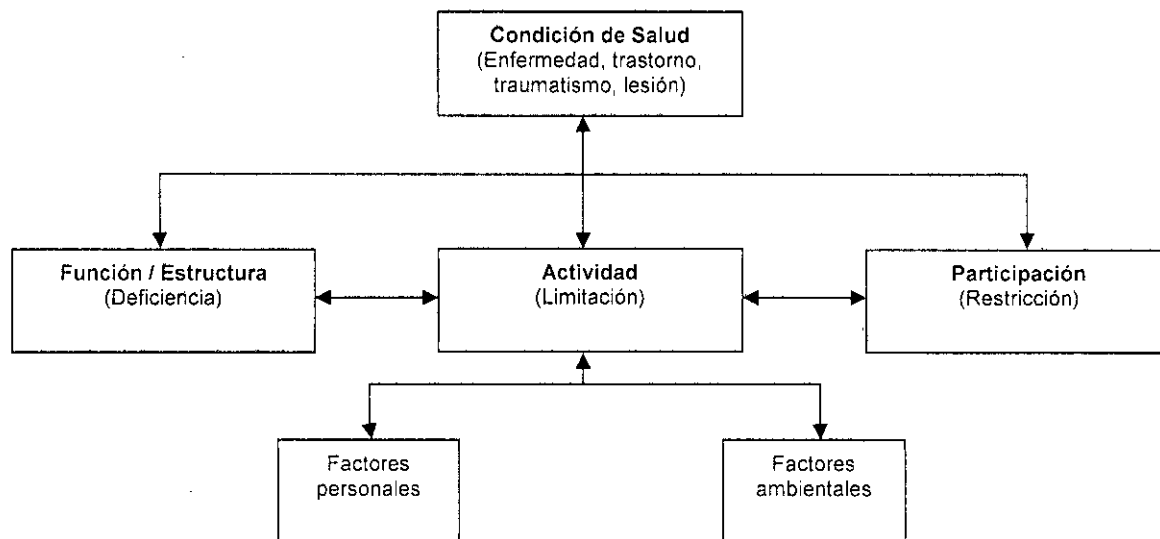 Condición de Salud
(Enfermedad, trastorno,
traumatismo, lesión)
Función / Estructura
(Deficiencia)
Actividad
(Limitación)
Participación
(Restricción)
Factores
personales
Factores
ambientales